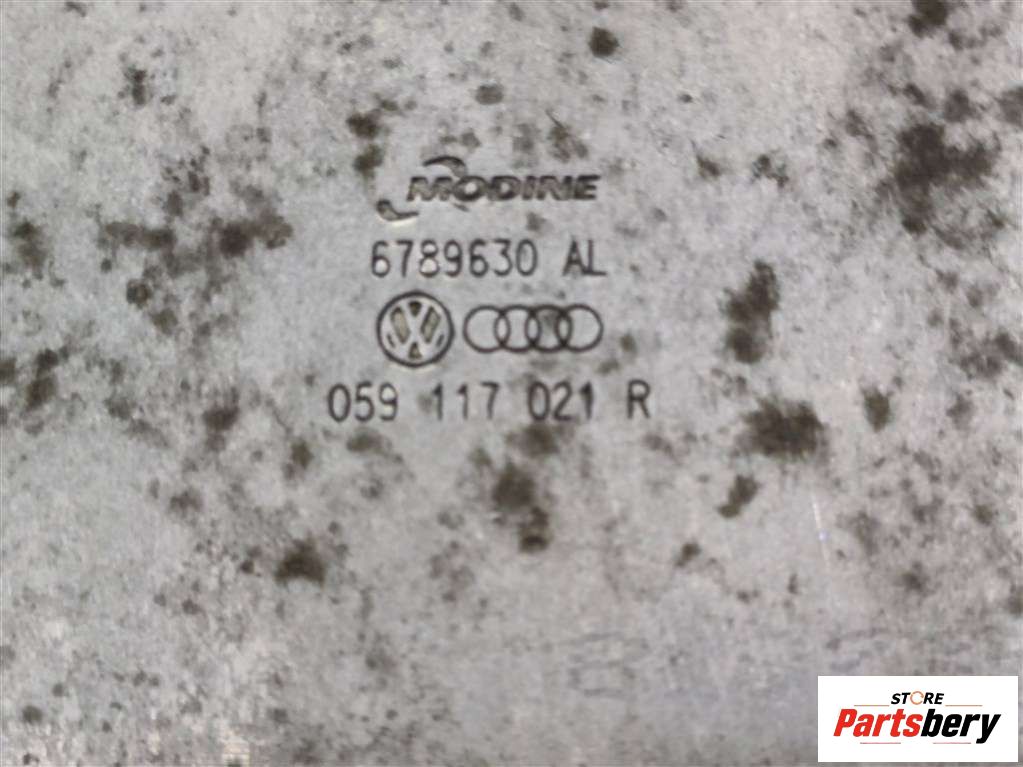 MODINE
6789630 AL
059 117 021 R
STORE
Partsbery